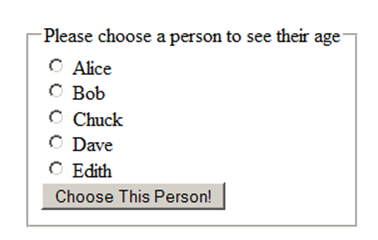 Please choose a person to see their age
Alice
Bob
Chuck
Dave
Edith
Choose This Person!